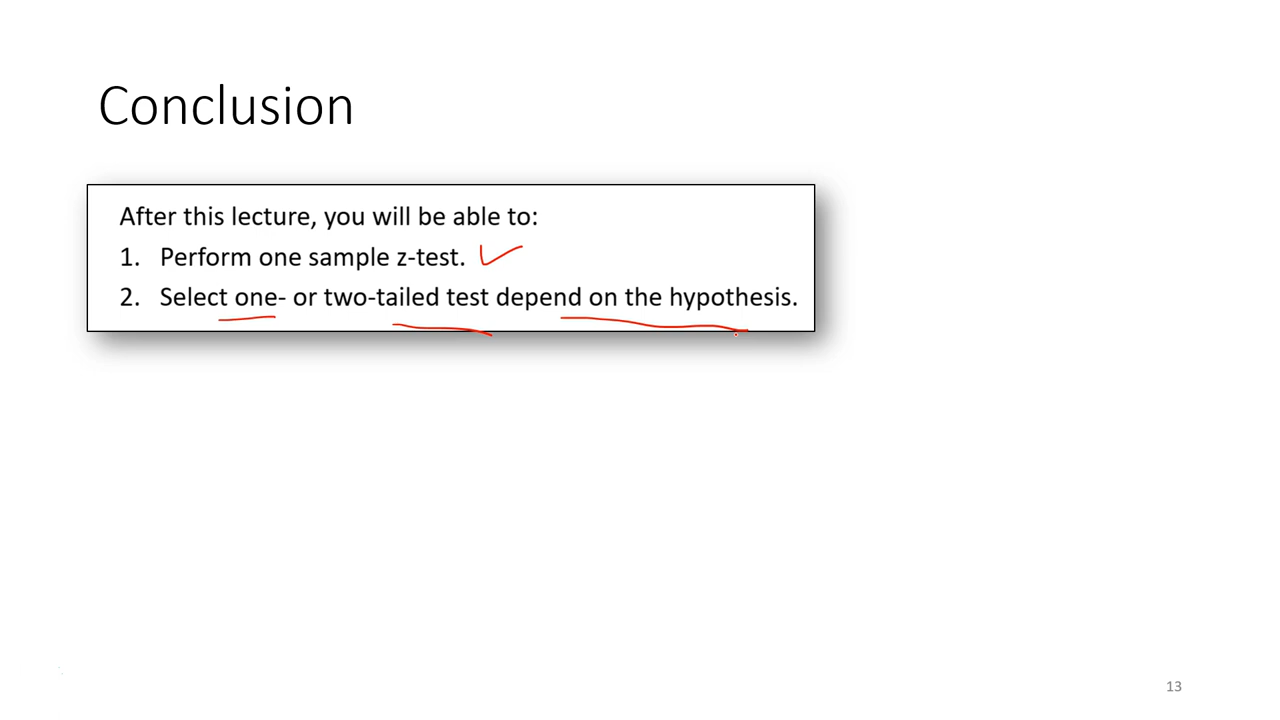 Conclusion
After this lecture, you will be able to:
1. Perform one sample z-test.
2. Select one- or two-tailed test depend on the hypothesis.
13